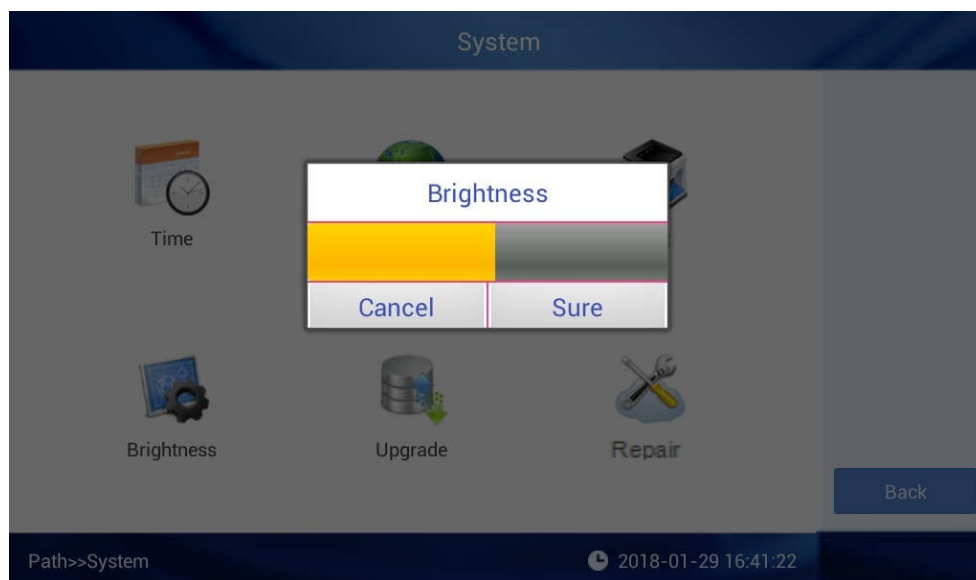 System
Brightness
Cancel
Sure
Time
Brightness
Upgrade
Repair
Back
Path>>System
2018-01-29 16:41:22